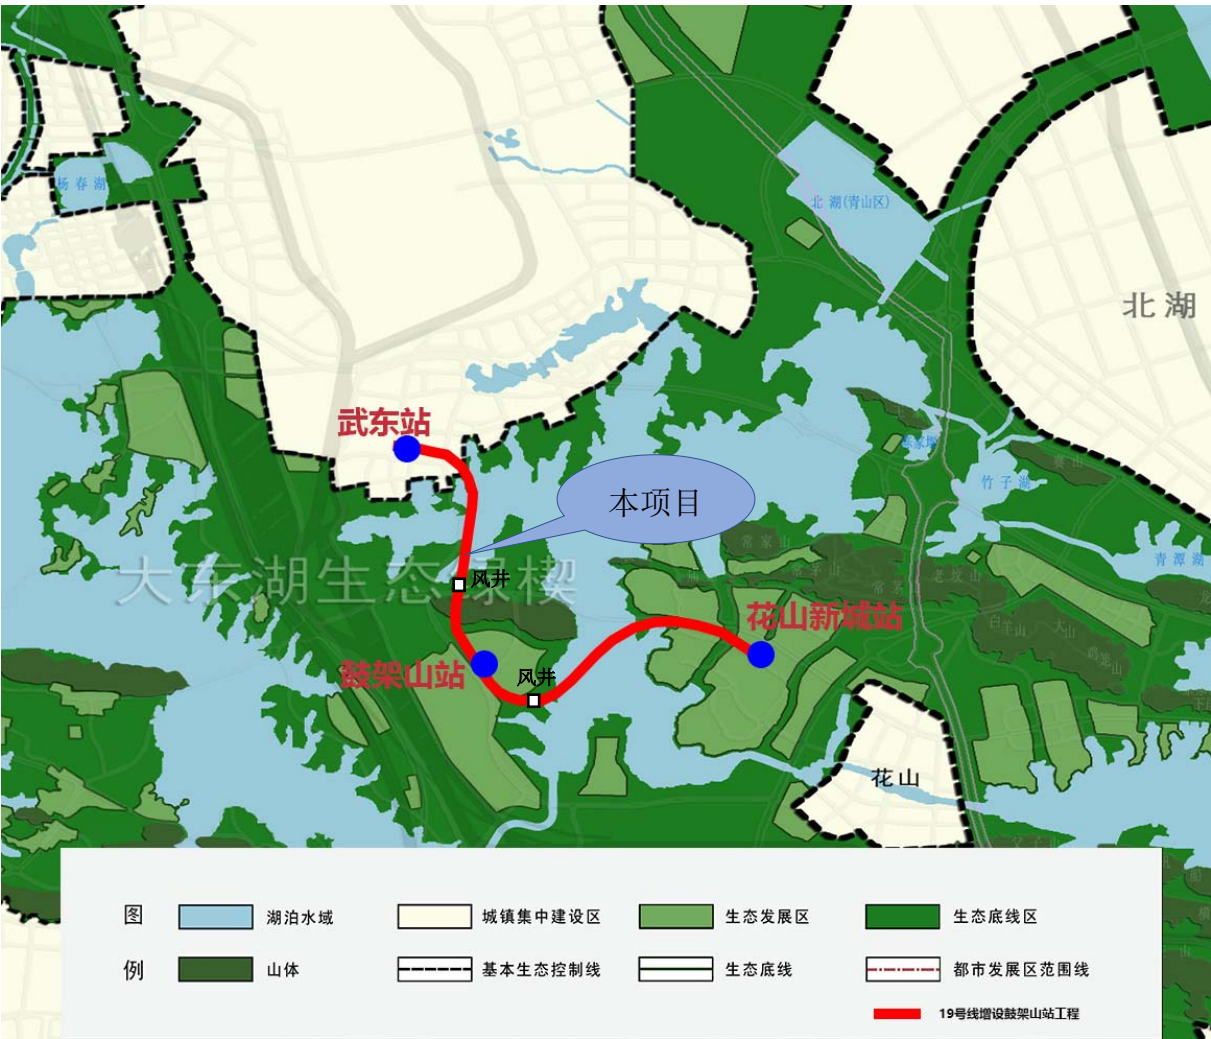 杨春湖
北湖(青山区)
北湖
武东站
竹子湖
本项目
青潭湖
常家山
大东湖生态绿楔
风井
老坟山
花山新城站
白羊山
大山
鼓架山站
风井
花山
图例
湖泊水域
城镇集中建设区
生态发展区
生态底线区
山体
基本生态控制线
生态底线
都市发展区范围线
19号线增设鼓架山站工程